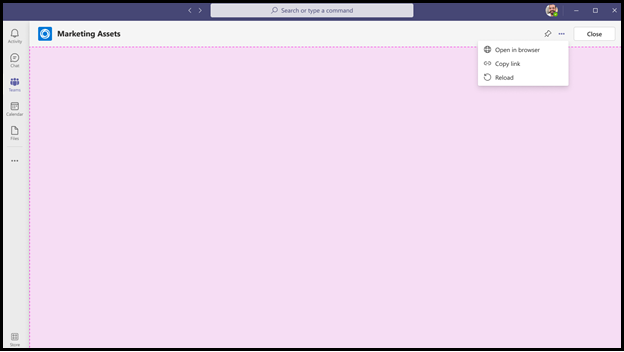 Search or type a command
Marketing Assets
Close
Open in browser
Copy link
Reload
Activity
Chat
Teams
Calendar
Files
Store